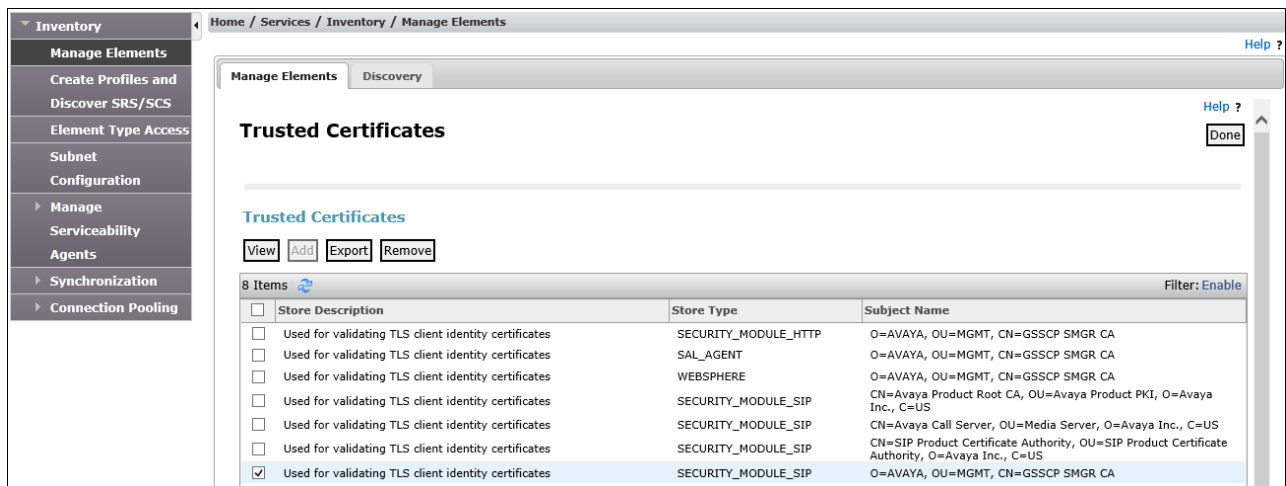 Inventory
Manage Elements
Create Profiles and
Discover SRS/SCS
Element Type Access
Subnet
Configuration
Manage
Serviceability
Agents
Synchronization
Connection Pooling
Home / Services / Inventory / Manage Elements
Help ?
Manage Elements Discovery
Help ?
Trusted Certificates
Done
Trusted Certificates
View Add Export Remove
8 Items Filter: Enable
Store Description Store Type Subject Name
Used for validating TLS client identity certificates SECURITY_MODULE_HTTP O=AVAYA, OU=MGMT, CN=GSSCP SMGR CA
Used for validating TLS client identity certificates SAL_AGENT O=AVAYA, OU=MGMT, CN=GSSCP SMGR CA
Used for validating TLS client identity certificates WEBSPHERE O=AVAYA, OU=MGMT, CN=GSSCP SMGR CA
Used for validating TLS client identity certificates SECURITY_MODULE_SIP CN=Avaya Product Root CA, OU=Avaya Product PKI, O=Avaya
Inc., C=US
Used for validating TLS client identity certificates SECURITY_MODULE_SIP CN=Avaya Call Server, OU=Media Server, O=Avaya Inc., C=US
Used for validating TLS client identity certificates SECURITY_MODULE_SIP CN=SIP Product Certificate Authority, OU=SIP Product Certificate
Authority, O=Avaya Inc., C=US
Used for validating TLS client identity certificates SECURITY_MODULE_SIP O=AVAYA, OU=MGMT, CN=GSSCP SMGR CA